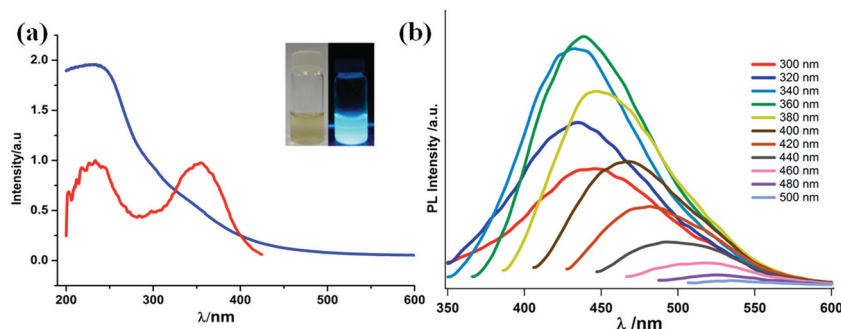 (a)
2.0
1.5
1.0
0.5
0.0
Intensity/a.u
200 300 400 500 600
λ/nm
(b)
PL Intensity /a.u.
300 nm
320 nm
340 nm
360 nm
380 nm
400 nm
420 nm
440 nm
460 nm
480 nm
500 nm
350 400 450 500 550 600
λ /nm